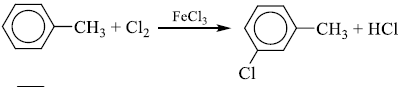 CH3 + Cl2 FeCl3 CH3 + HCl
Cl